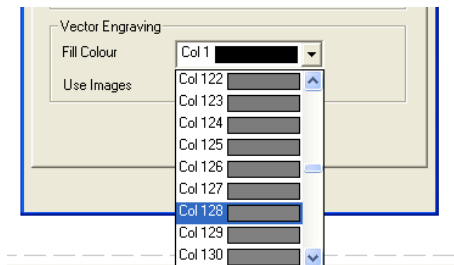 Vector Engraving
Fill Colour Col 1
Use Images
Col 122
Col 123
Col 124
Col 125
Col 126
Col 127
Col 128
Col 129
Col 130